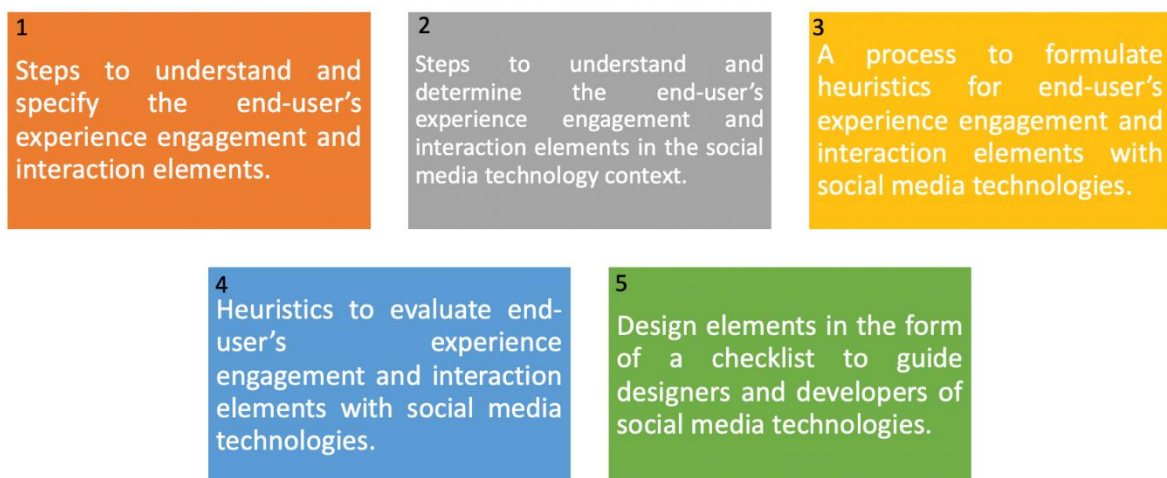 1
Steps to understand and
specify the end-user’s
experience engagement and
interaction elements.
2
Steps to understand and
determine the end-user’s
experience engagement and
interaction elements in the social
media technology context.
3
A process to formulate
heuristics for end-user’s
experience engagement and
interaction elements with
social media technologies.
4
Heuristics to evaluate end-
user’s experience
engagement and interaction
elements with social media
technologies.
5
Design elements in the form
of a checklist to guide
designers and developers of
social media technologies.